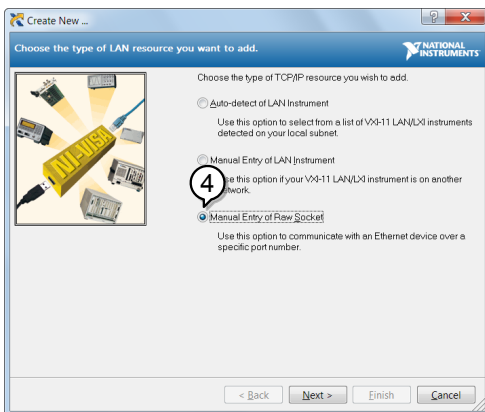 Create New ...
Choose the type of LAN resource you want to add.
NATIONAL
INSTRUMENTS
Choose the type of TCP/IP resource you wish to add.
Auto-detect of LAN Instrument
Use this option to select from a list of VXI-11 LAN/LXI instruments
detected on your local subnet.
Manual Entry of LAN Instrument
se this option if your VXI-11 LAN/LXI instrument is on another
etwork.
4
Manual Entry of Raw Socket
Use this option to communicate with an Ethernet device over a
specific port number.
NI-VISA
< Back
Next >
Finish
Cancel